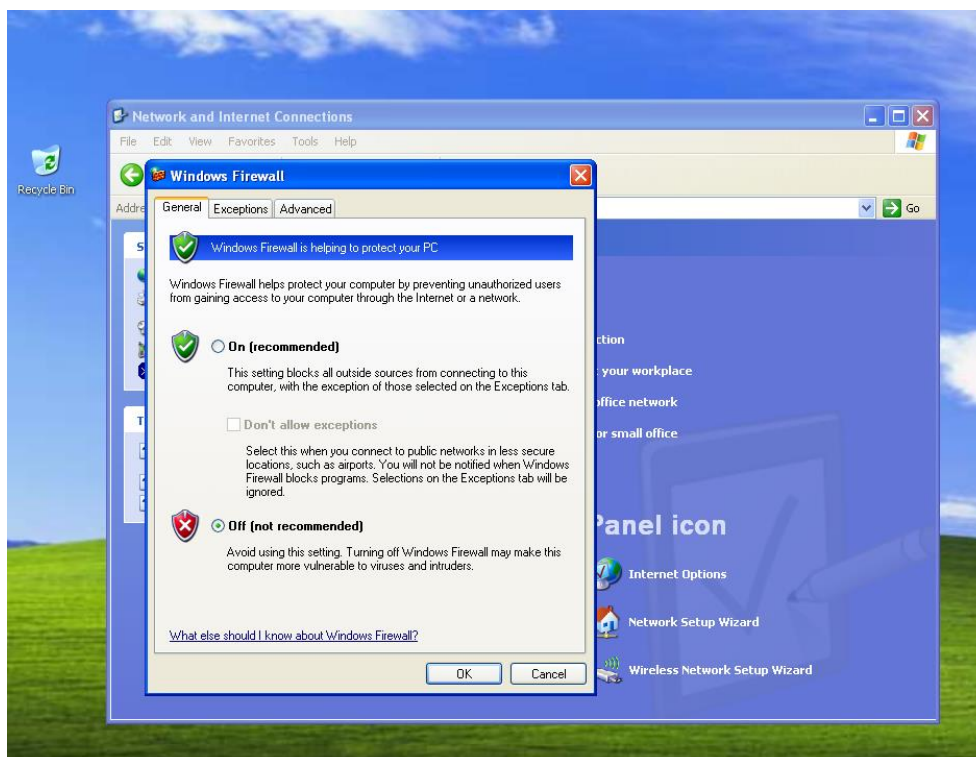 Network and Internet Connections
File Edit View Favorites Tools Help
Recycle Bin
Windows Firewall
Go
General Exceptions Advanced
Windows Firewall is helping to protect your PC
Windows Firewall helps protect your computer by preventing unauthorized users
from gaining access to your computer through the Internet or a network.
On (recommended)
This setting blocks all outside sources from connecting to this
computer, with the exception of those selected on the Exceptions tab.
Don't allow exceptions
Select this when you connect to public networks in less secure
locations, such as airports. You will not be notified when Windows
Firewall blocks programs. Selections on the Exceptions tab will be
ignored.
Off (not recommended)
Avoid using this setting. Turning off Windows Firewall may make this
computer more vulnerable to viruses and intruders.
What else should I know about Windows Firewall?
OK Cancel
your workplace
office network
or small office
Panel icon
Internet Options
Network Setup Wizard
Wireless Network Setup Wizard